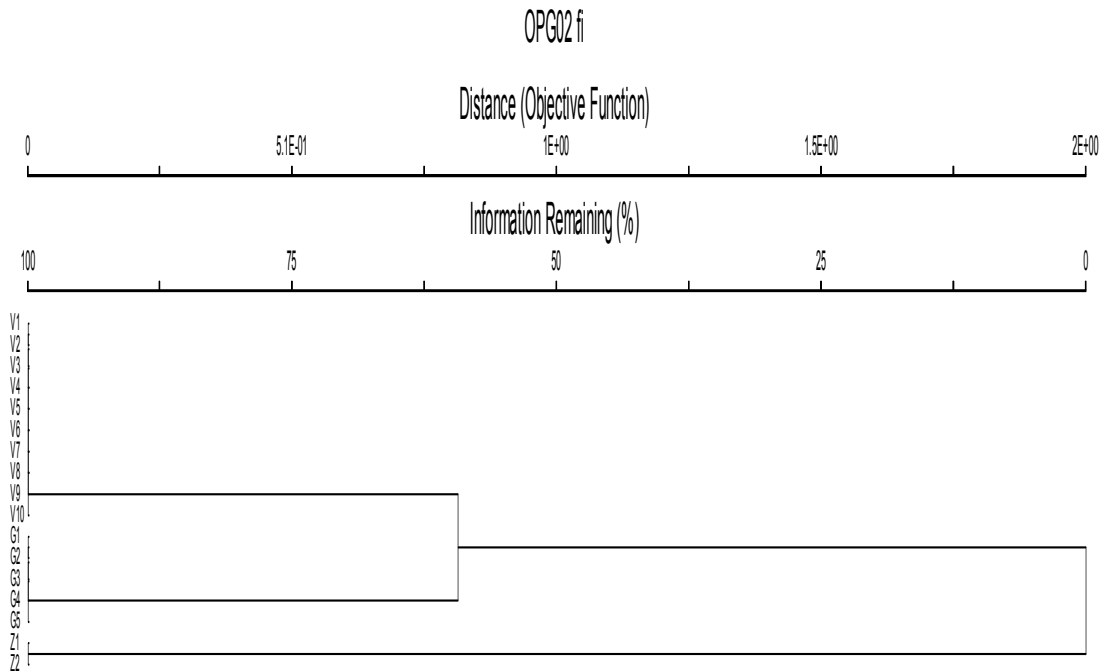 OPG02 fi
Distance (Objective Function)
0 5.1E-01 1E+00 1.5E+00 2E+00
Information Remaining (%)
100 75 50 25 0
V1
V2
V3
V4
V5
V6
V7
V8
V9
V10
G1
G2
G3
G4
G5
Z1
Z2